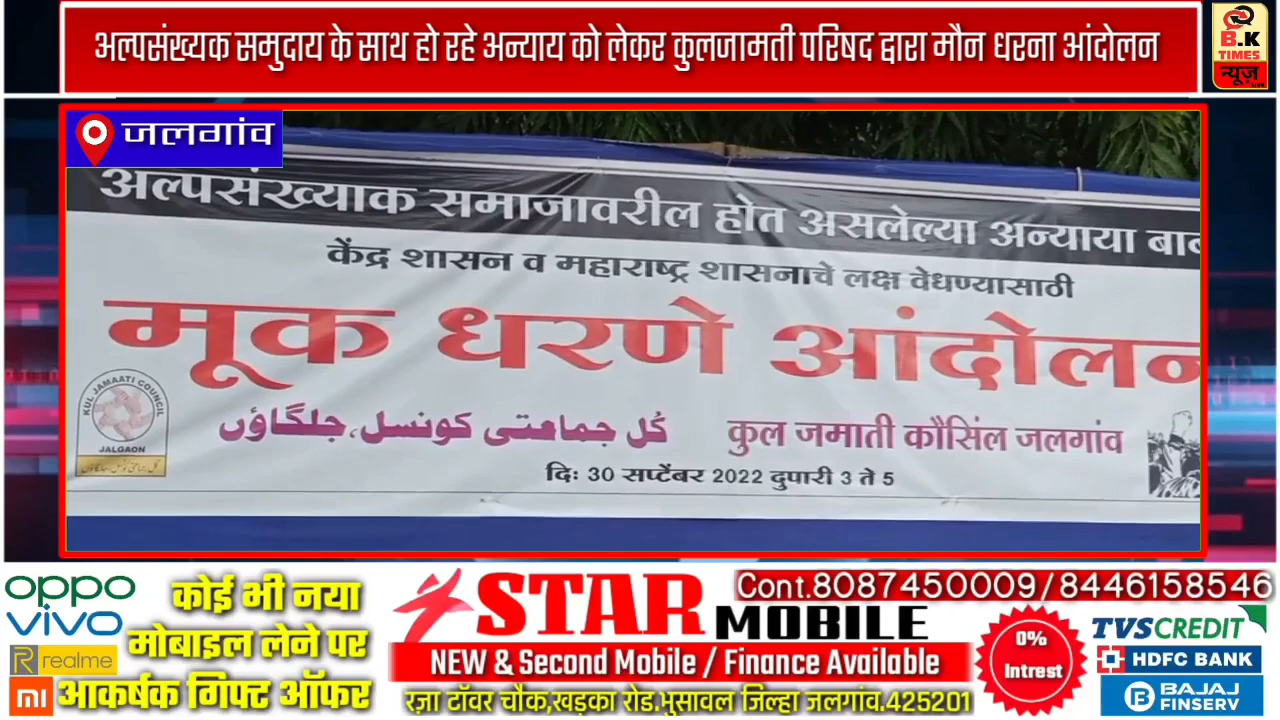 अल्पसंख्यक समुदाय के साथ हो रहे अन्याय को लेकर कुलजामती परिषद द्वारा मौन धरना आंदोलन
B.K
TIMES
न्यूज़
जलगांव
अल्पसंख्याक समाजावरील होत असलेल्या अन्याया
केंद्र शासन व महाराष्ट्र शासनाचे लक्ष वेधण्यासाठी
मूक धरणे आंदोलन
KUL JAMAATI COUNCIL
JALGAON
کُل جماعتی کونسل، جلگاؤں
कुल जमाती कौसिंल जलगांव
दिः 30 सप्टेंबर 2022 दुपारी 3 ते 5
oppo
vivo
realme
mi
कोई भी नया
मोबाइल लेने पर
आकर्षक गिफ्ट ऑफर
STAR
MOBILE
Cont.8087450009/8446158546
NEW & Second Mobile / Finance Available
रज़ा टॉवर चौक,खड़का रोड.भुसावल जिल्हा जलगांव.425201
0%
Intrest
TVSCREDIT
HDFC BANK
BAJAJ
FINSERV